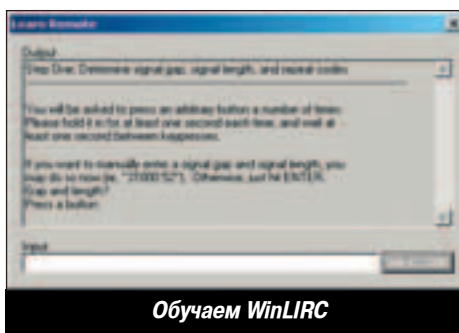 Learn Remote
Output
Step One: Determine signal gap, signal length, and repeat codes
You will be asked to press an arbitrary button a number of times.
Please hold it in for at least one second each time, and wait at
least one second between keypresses.
If you want to manually enter a signal gap and signal length, you
may do so now (ie. Otherwise, just hit ENTER.
Gap and length?
Press a button.
Input
Обучаем WinLIRC